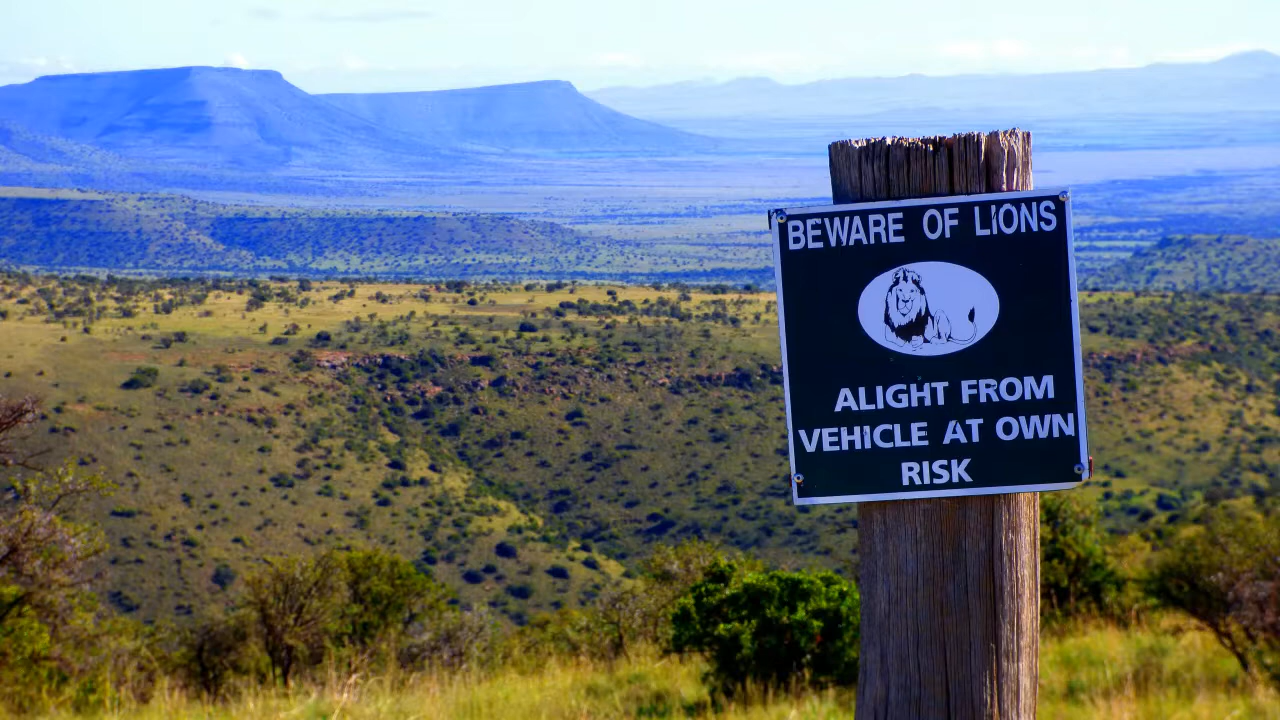 BEWARE OF LIONS
ALIGHT FROM
VEHICLE AT OWN
RISK